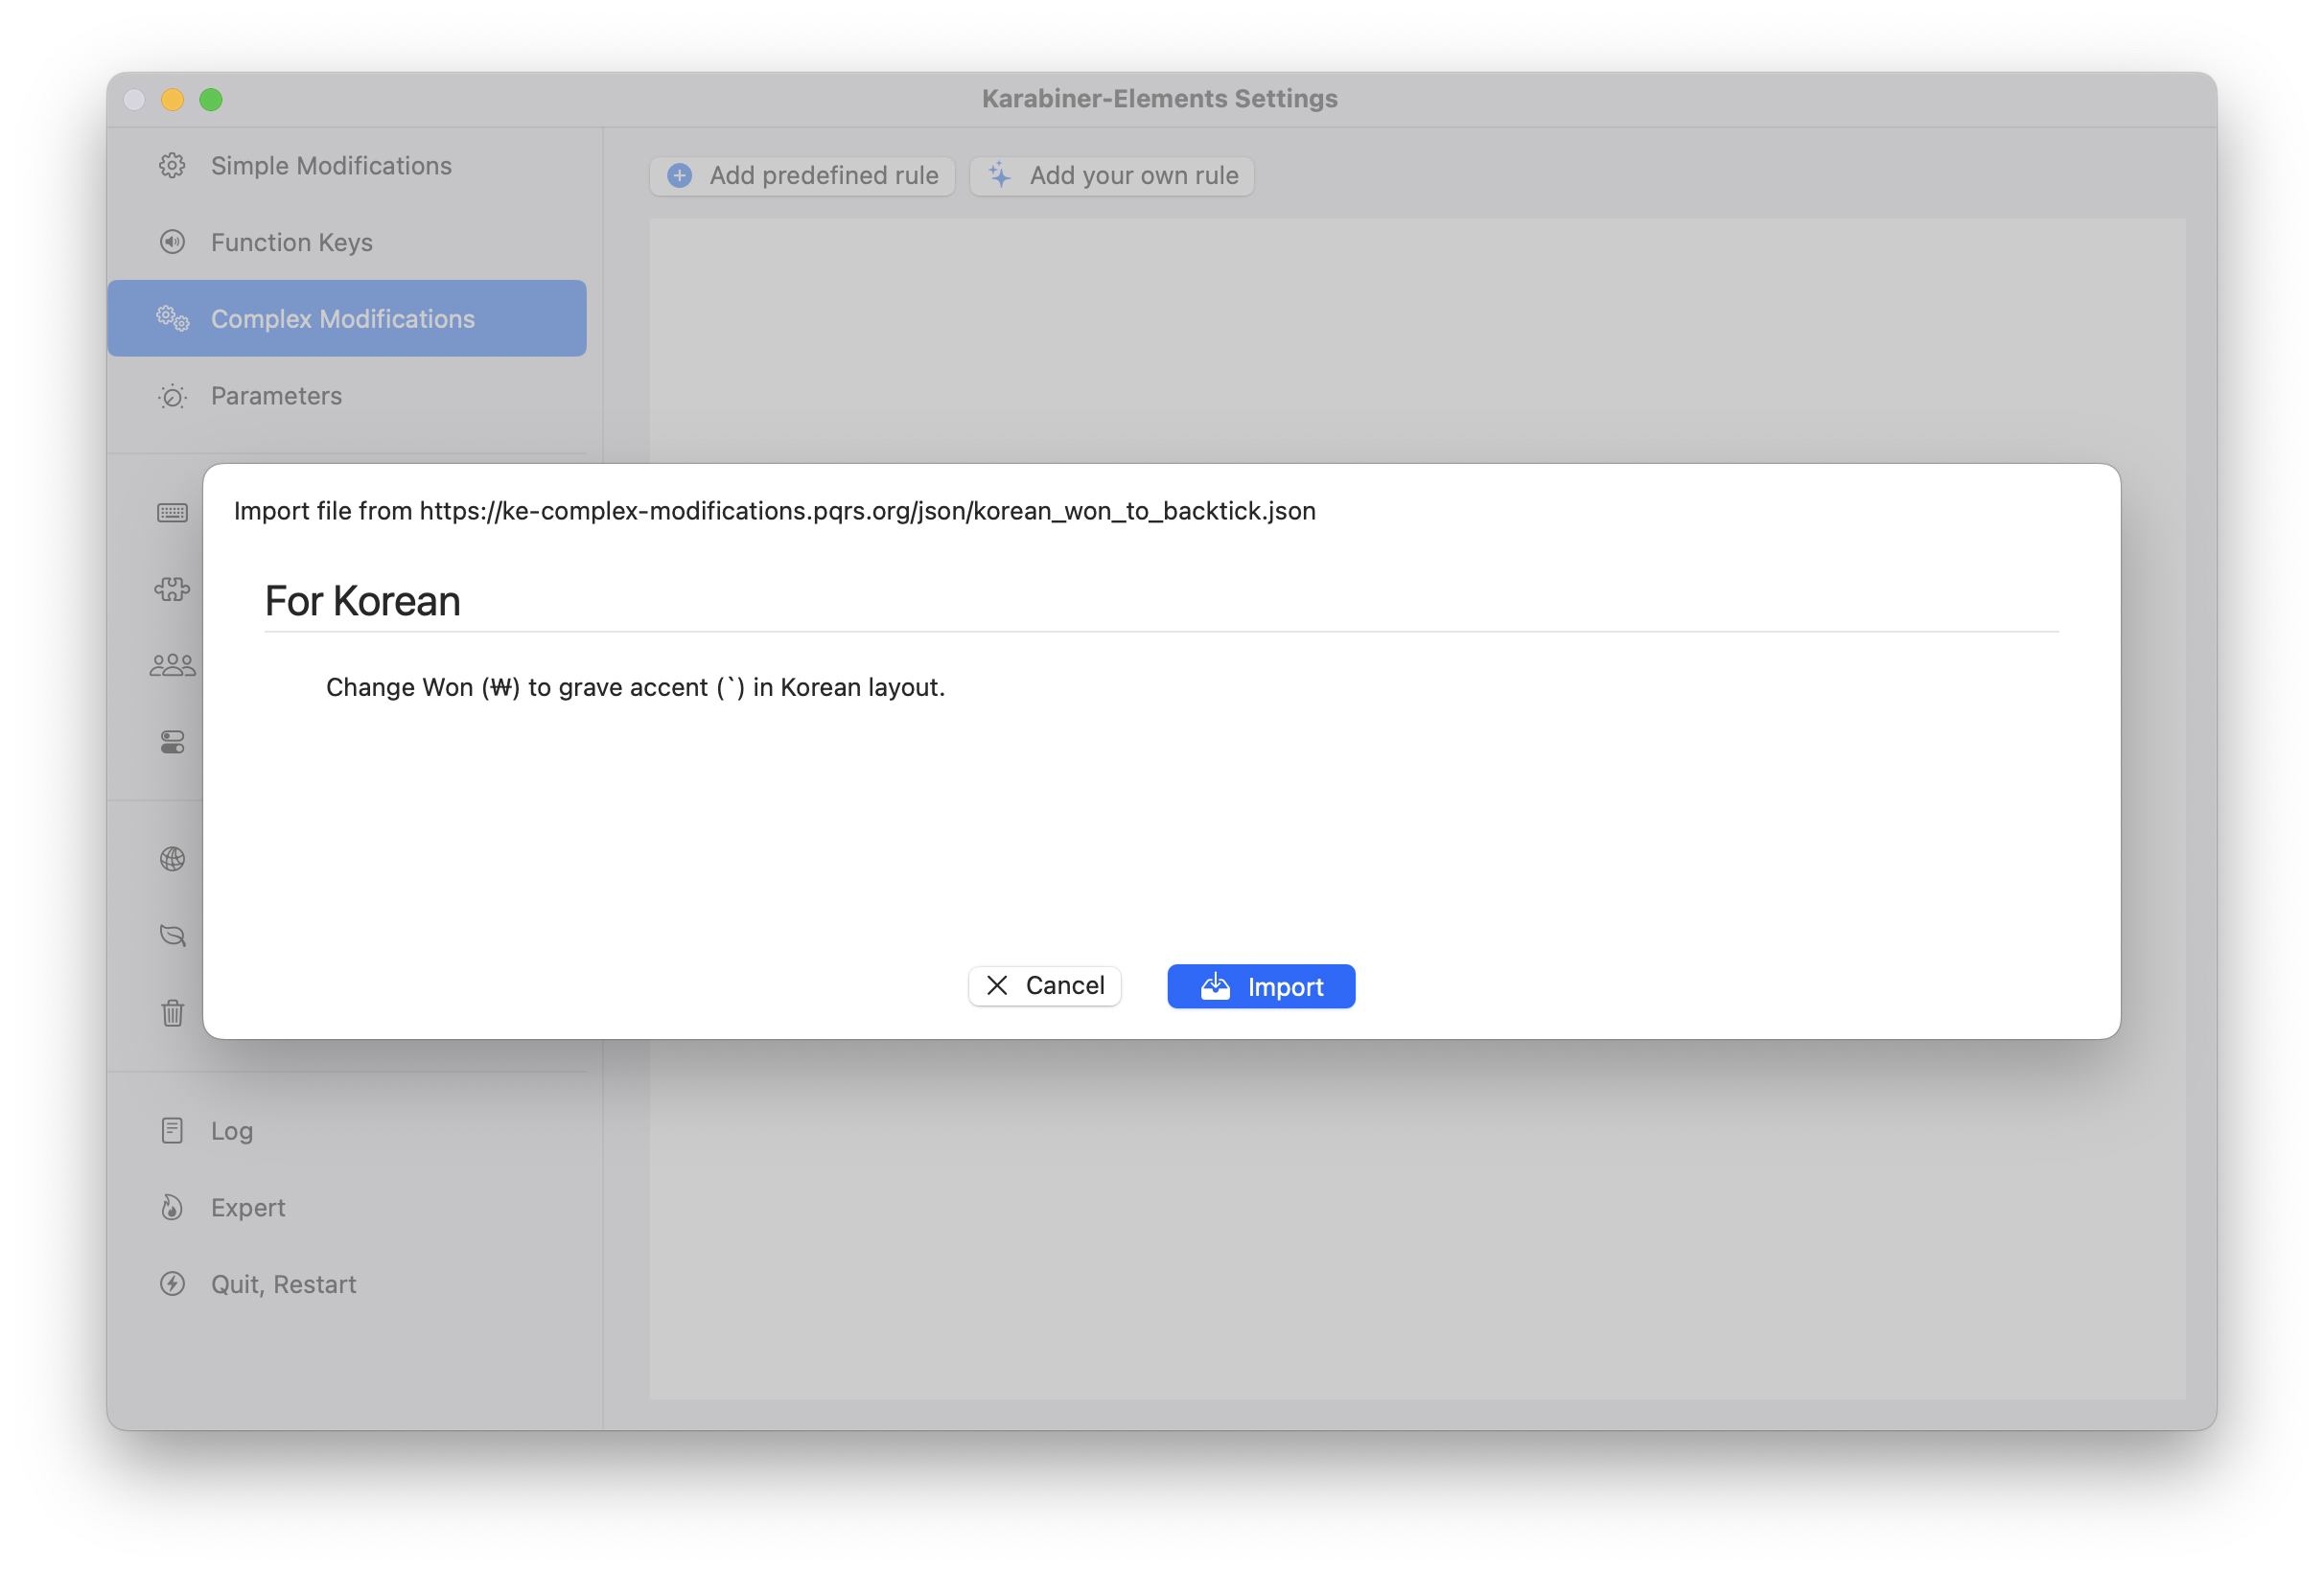 Karabiner-Elements Settings
Simple Modifications
Function Keys
Complex Modifications
Parameters
Add predefined rule
Add your own rule
Import file from https://ke-complex-modifications.pqrs.org/json/korean_won_to_backtick.json
For Korean
Change Won (₩) to grave accent (`) in Korean layout.
Cancel
Import
Log
Expert
Quit, Restart